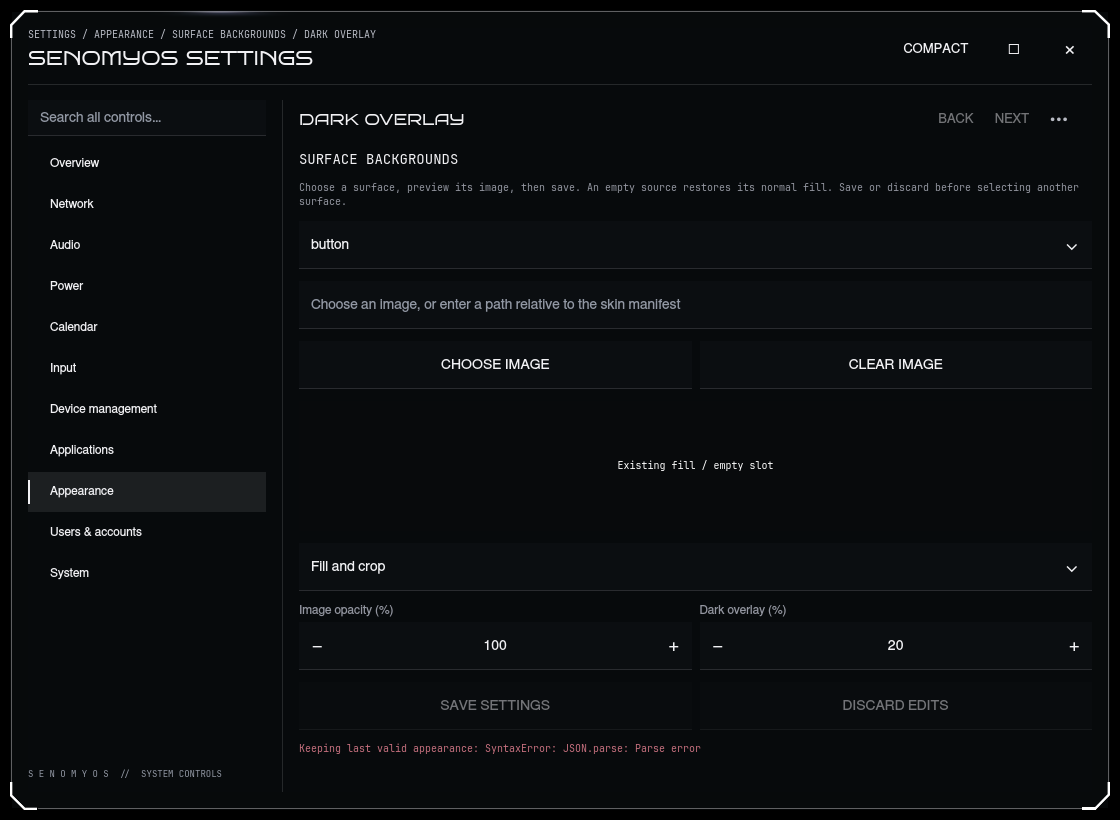 SETTINGS / APPEARANCE / SURFACE BACKGROUNDS / DARK OVERLAY
SENOMYOS SETTINGS
COMPACT
Search all controls...
Overview
Network
Audio
Power
Calendar
Input
Device management
Applications
Appearance
Users & accounts
System
SENOMYOS // SYSTEM CONTROLS
DARK OVERLAY
BACK
NEXT
SURFACE BACKGROUNDS
Choose a surface, preview its image, then save. An empty source restores its normal fill. Save or discard before selecting another
surface.
button
Choose an image, or enter a path relative to the skin manifest
CHOOSE IMAGE
CLEAR IMAGE
Existing fill / empty slot
Fill and crop
Image opacity (%)
Dark overlay (%)
− 100 +
− 20 +
SAVE SETTINGS
DISCARD EDITS
Keeping last valid appearance: SyntaxError: JSON.parse: Parse error